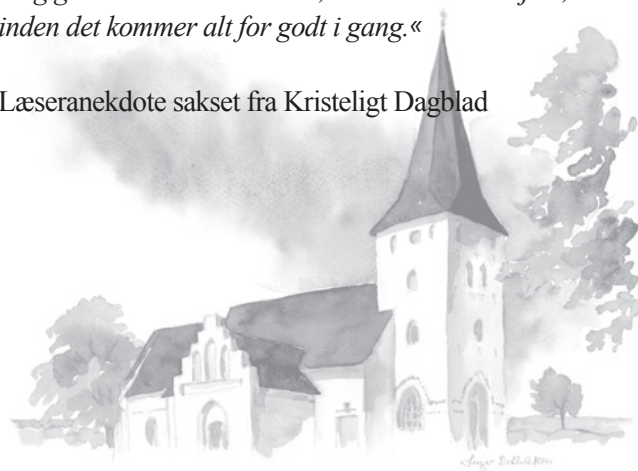 inden det kommer alt for godt i gang.«
Læseranekdote sakset fra Kristeligt Dagblad